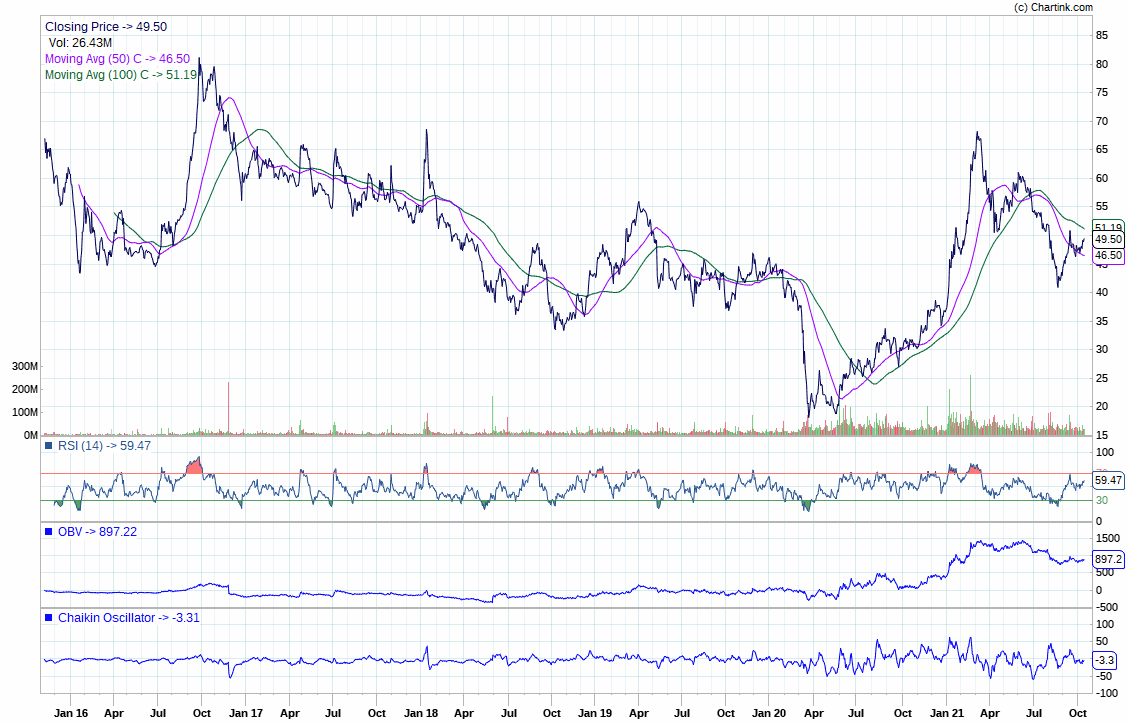 (c) Chartink.com
Closing Price -> 49.50
Vol: 26.43M
Moving Avg (50) C -> 46.50
Moving Avg (100) C -> 51.19
85
80
75
70
65
60
55
51.19
49.50
46.50
40
35
30
25
20
15
300M
200M
100M
0M
RSI (14) -> 59.47
100
59.47
30
0
OBV -> 897.22
1500
897.2
500
0
-500
Chaikin Oscillator -> -3.31
100
50
-3.3
-50
-100
Jan 16 Apr Jul Oct Jan 17 Apr Jul Oct Jan 18 Apr Jul Oct Jan 19 Apr Jul Oct Jan 20 Apr Jul Oct Jan 21 Apr Jul Oct